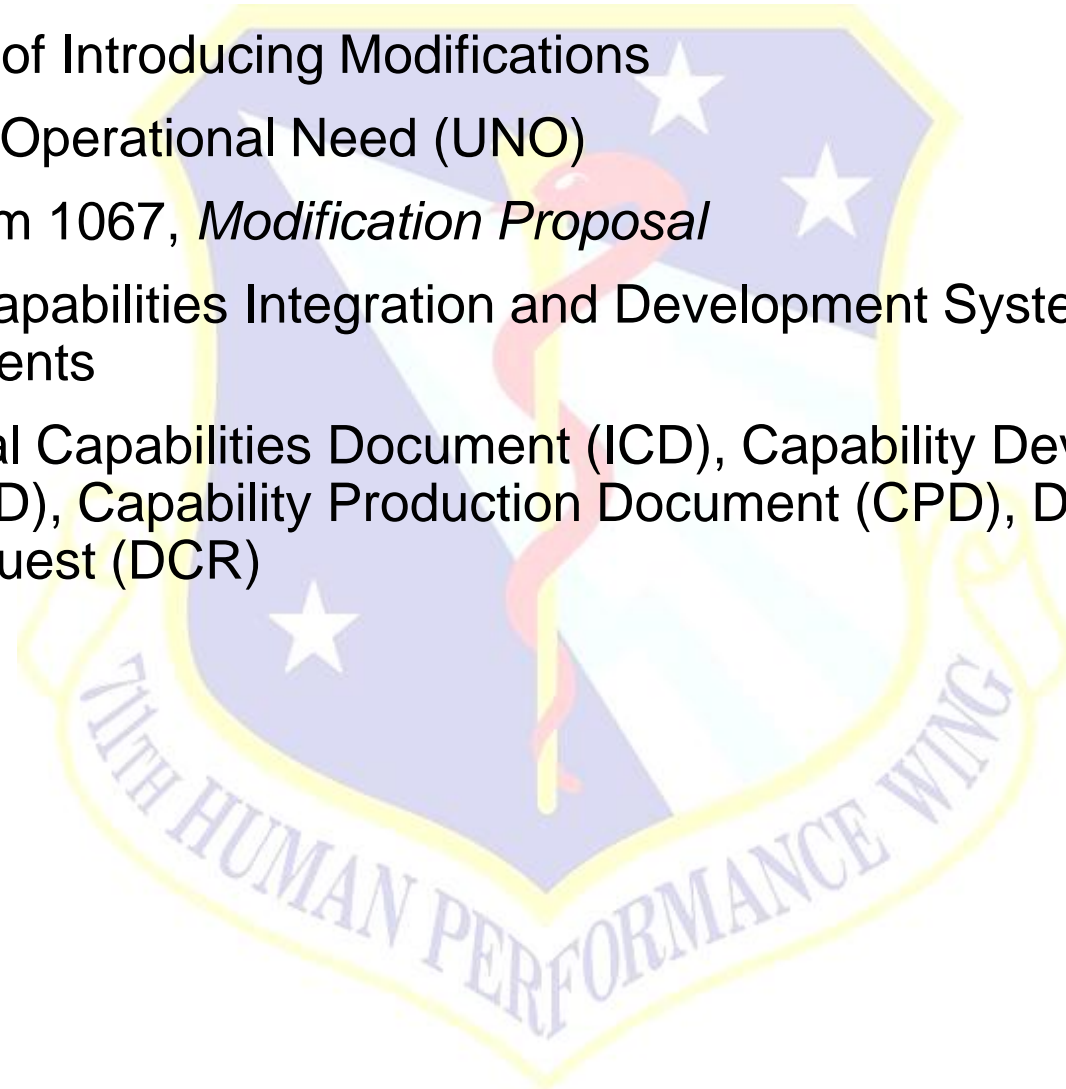 of Introducing Modifications
Operational Need (UNO)
m 1067, Modification Proposal
apabilities Integration and Development Syste
ents
al Capabilities Document (ICD), Capability Dev
D), Capability Production Document (CPD), D
uest (DCR)
711TH HUMAN PERFORMANCE WING